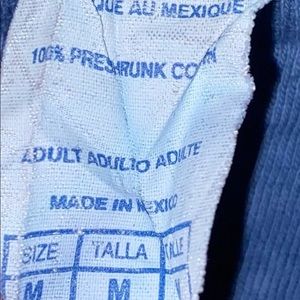 QUE AU MEXIQUE
100% PRESHRUNK COTTON
ADULT ADULTO ADULTE
MADE IN MEXICO
SIZE TALLA
M M